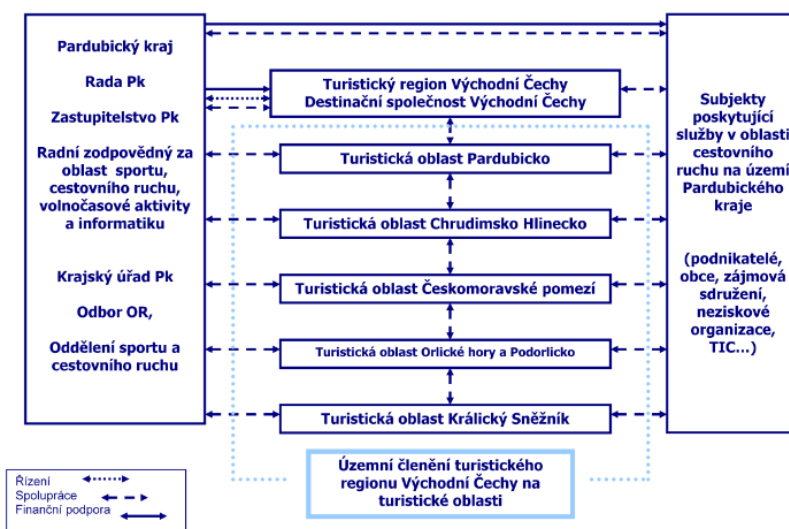 Pardubický kraj
Rada Pk
Zastupitelstvo Pk
Radní zodpovědný za
oblast sportu,
cestovního ruchu,
volnočasové aktivity
a informatiku
Krajský úřad Pk
Odbor OR,
Oddělení sportu a
cestovního ruchu
Turistický region Východní Čechy
Destinační společnost Východní Čechy
Turistická oblast Pardubicko
Turistická oblast Chrudimsko Hlinecko
Turistická oblast Českomoravské pomezí
Turistická oblast Orlické hory a Podorlicko
Turistická oblast Králický Sněžník
Územní členění turistického
regionu Východní Čechy na
turistické oblasti
Subjekty
poskytující
služby v oblasti
cestovního
ruchu na území
Pardubického
kraje
(podnikatelé,
obce, zájmová
sdružení,
neziskové
organizace,
TIC...)
Řízení
Spolupráce
Finanční podpora